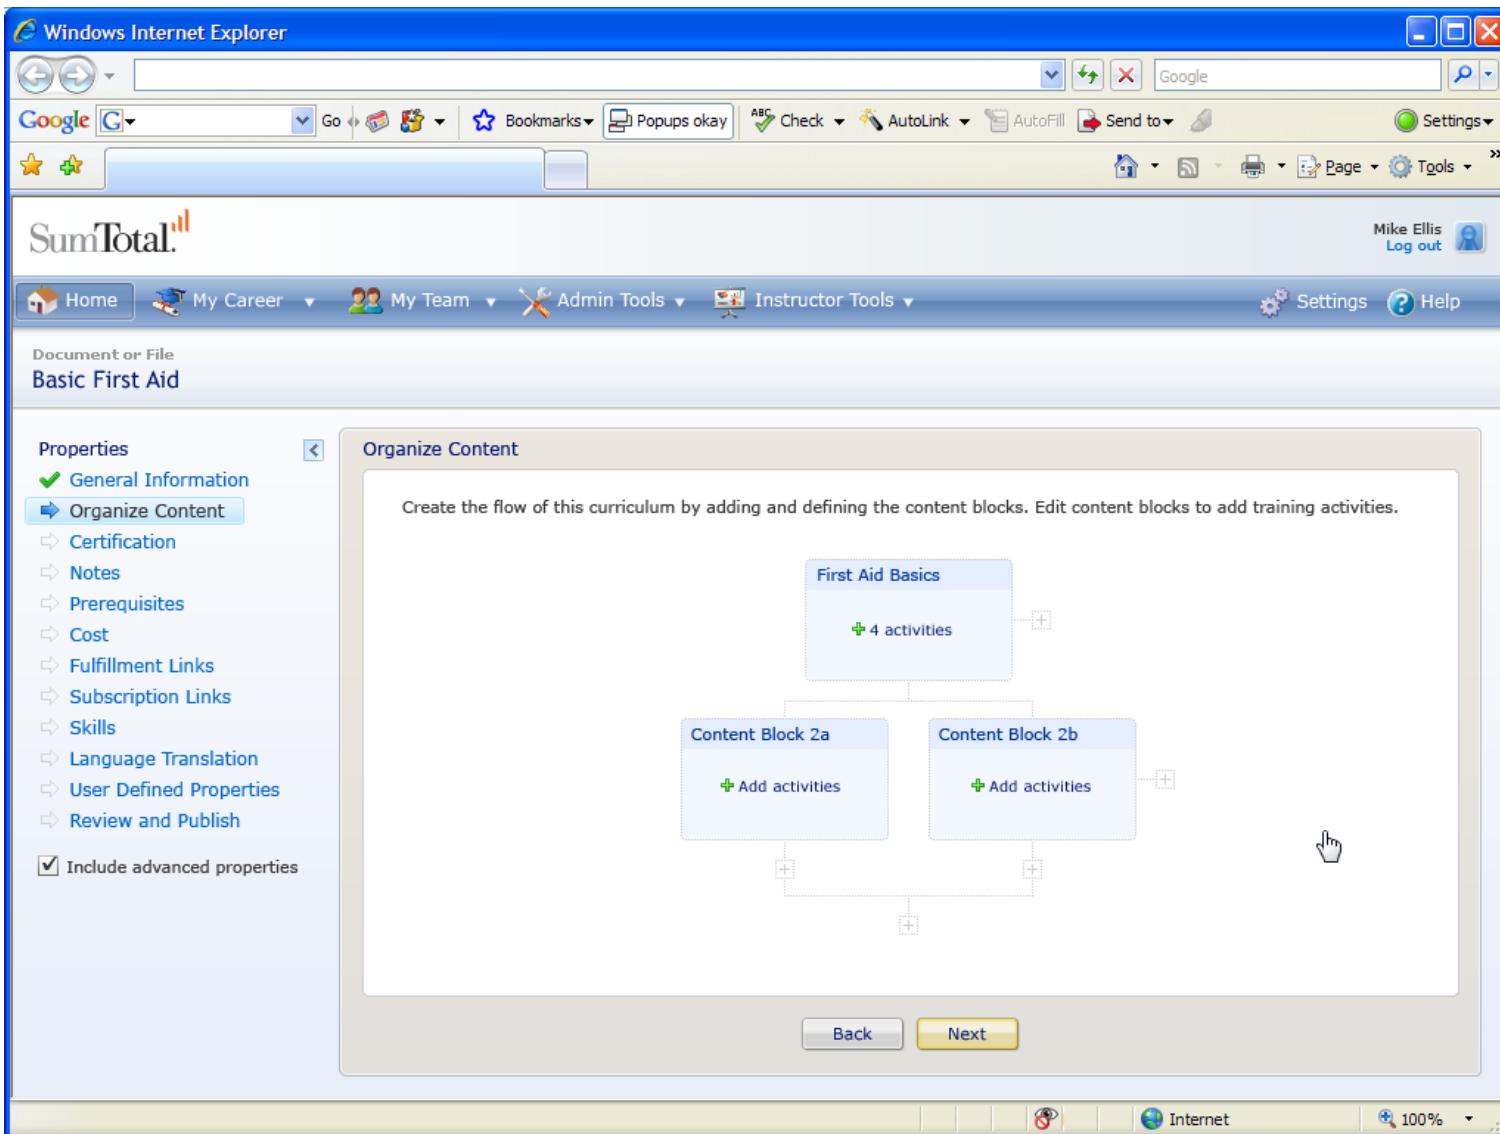 Windows Internet Explorer
Google
Google G Go Bookmarks Popups okay ABC Check AutoLink AutoFill Send to Settings
Page Tools »
SumTotal.
Mike Ellis
Log out
Home My Career My Team Admin Tools Instructor Tools Settings ? Help
Document or File
Basic First Aid
Properties
General Information
Organize Content
Certification
Notes
Prerequisites
Cost
Fulfillment Links
Subscription Links
Skills
Language Translation
User Defined Properties
Review and Publish
Include advanced properties
Organize Content
Create the flow of this curriculum by adding and defining the content blocks. Edit content blocks to add training activities.
First Aid Basics
4 activities
Content Block 2a
Add activities
Content Block 2b
Add activities
Back Next
Internet 100%